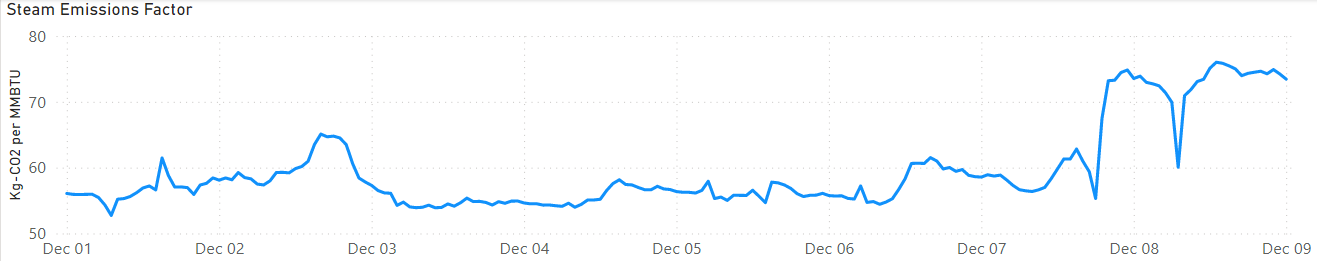 Steam Emissions Factor
Kg-CO2 per MMBTU
80
70
60
50
Dec 01 Dec 02 Dec 03 Dec 04 Dec 05 Dec 06 Dec 07 Dec 08 Dec 09